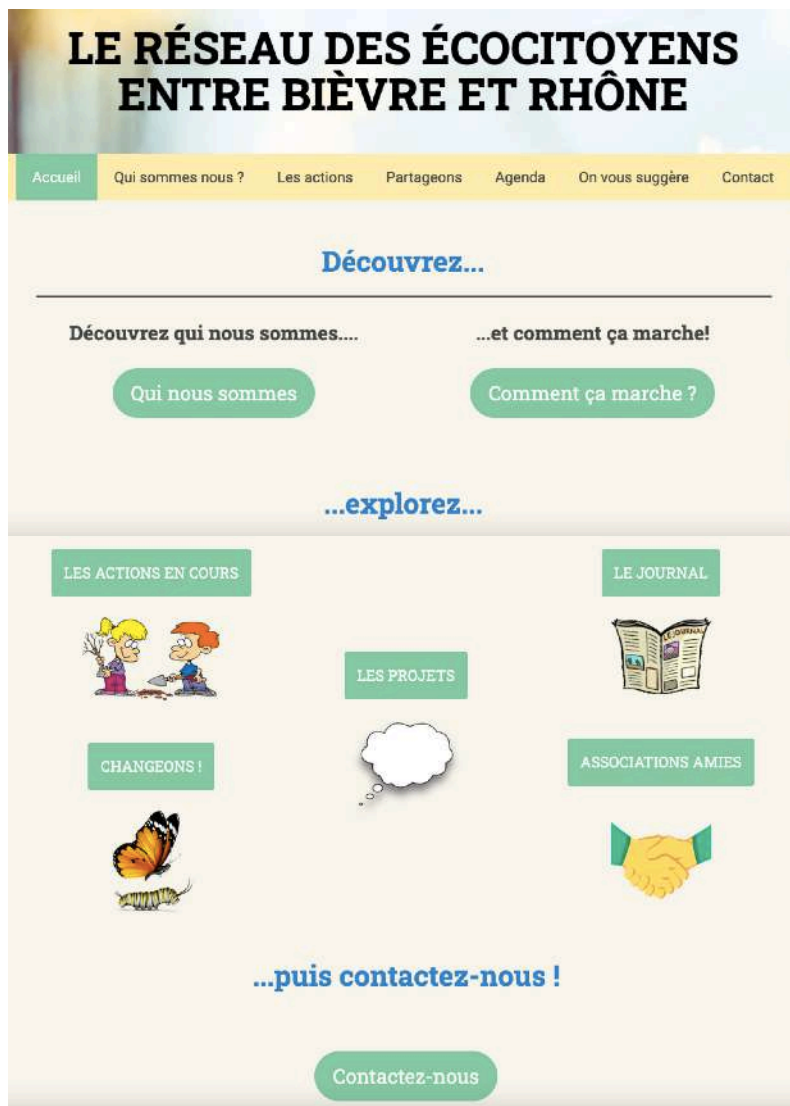 LE RÉSEAU DES ÉCOCITOYENS
ENTRE BIÈVRE ET RHÔNE
Accueil Qui sommes nous ? Les actions Partageons Agenda On vous suggère Contact
Découvrez...
Découvrez qui nous sommes.... ...et comment ça marche!
Qui nous sommes Comment ça marche ?
...explorez...
LES ACTIONS EN COURS LE JOURNAL
LE JOURNAL
LES PROJETS
CHANGEONS ! ASSOCIATIONS AMIES
...puis contactez-nous !
Contactez-nous